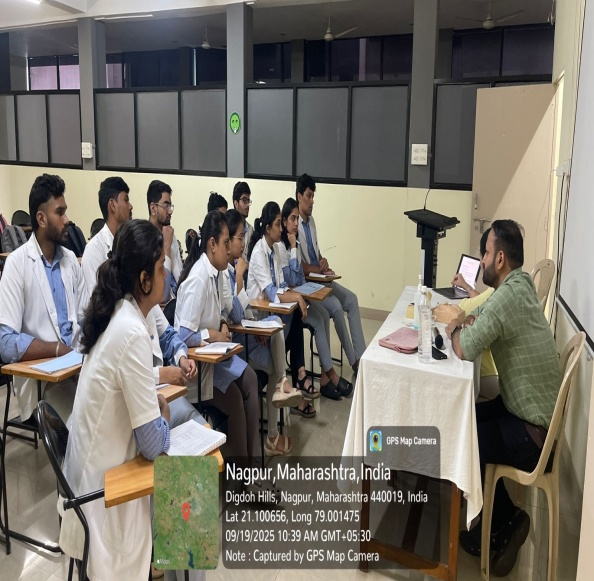 GPS Map Camera
Nagpur,Maharashtra,India
Digdoh Hills, Nagpur, Maharashtra 440019, India
Lat 21.100656, Long 79.001475
09/19/2025 10:39 AM GMT+05:30
Note : Captured by GPS Map Camera